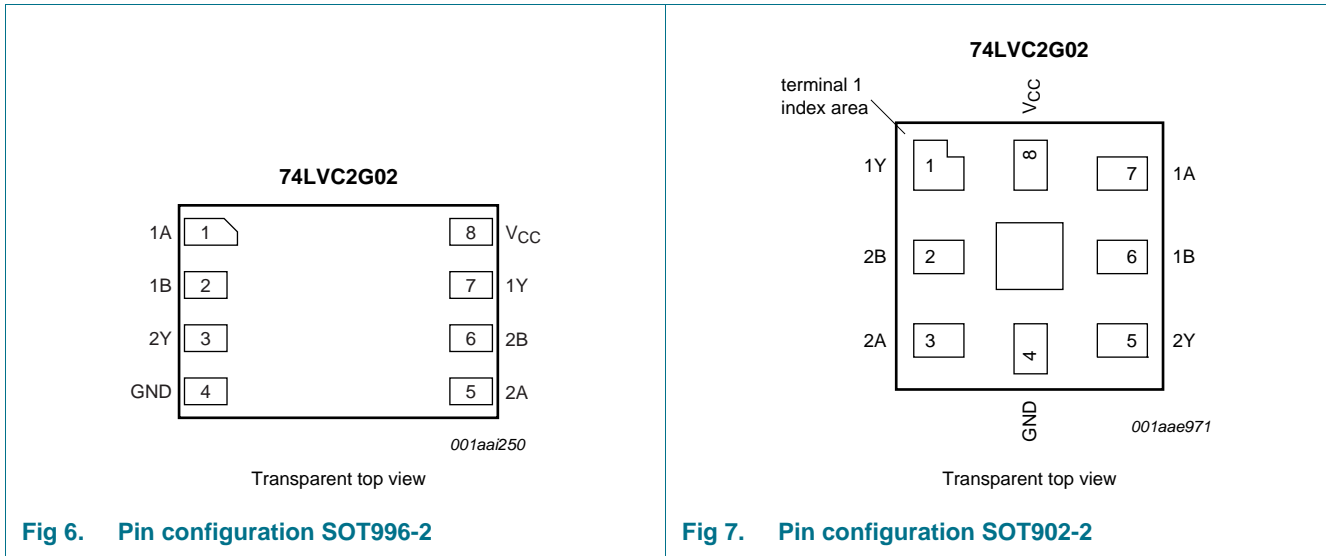 74LVC2G02
1A 1 8 VCC
1B 2 7 1Y
2Y 3 6 2B
GND 4 5 2A
001aai250
Transparent top view
Fig 6. Pin configuration SOT996-2
74LVC2G02
terminal 1
index area
VCC
1Y 1 8 7 1A
2B 2 6 1B
2A 3 4 5 2Y
GND
001aae971
Transparent top view
Fig 7. Pin configuration SOT902-2